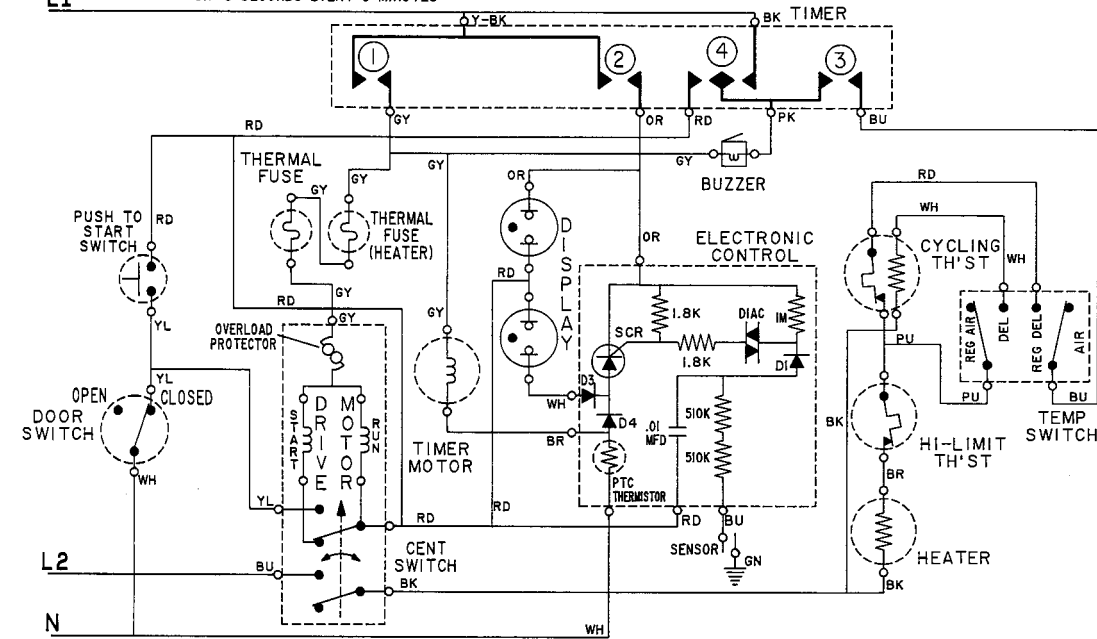 L1
Y-BK
BK
TIMER
1
2
4
3
GY
OR
RD
PK
BU
RD
GY
GY
BUZZER
THERMAL
FUSE
GY
GY
THERMAL
FUSE
(HEATER)
OR
DISPLAY
RD
WH
OR
ELECTRONIC
CONTROL
RD
WH
CYCLING
TH'ST
WH
PUSH TO
START
SWITCH
RD
YL
RD
GY
GY
OVERLOAD
PROTECTOR
SCR
1.8K
1.8K
DIAC
1M
D1
D3
D4
.01
MFD
510K
510K
PTC
THERMISTOR
PU
REG AIR
DEL
REG DEL
AIR
PU
BU
TEMP
SWITCH
YL
OPEN
CLOSED
DOOR
SWITCH
WH
START
DRIVE
MOTOR
RUN
TIMER
MOTOR
BR
BK
HI-LIMIT
TH'ST
BR
HEATER
BK
YL
RD
RD
RD
BU
SENSOR
GN
CENT
SWITCH
L2
BU
BK
N
WH